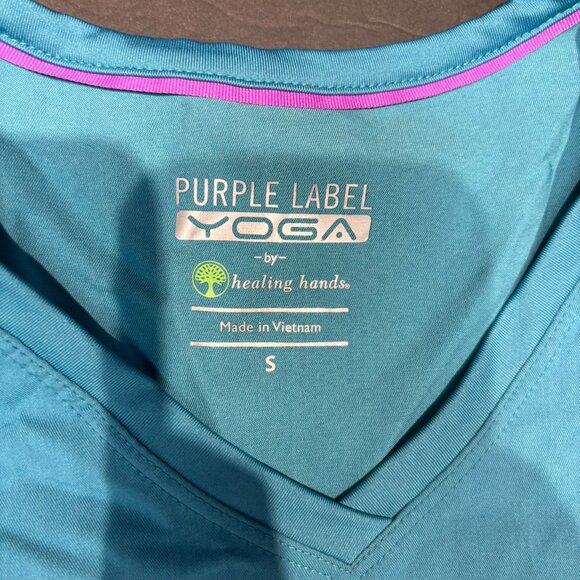 PURPLE LABEL
YOGA
-by-
healing hands®
Made in Vietnam
S